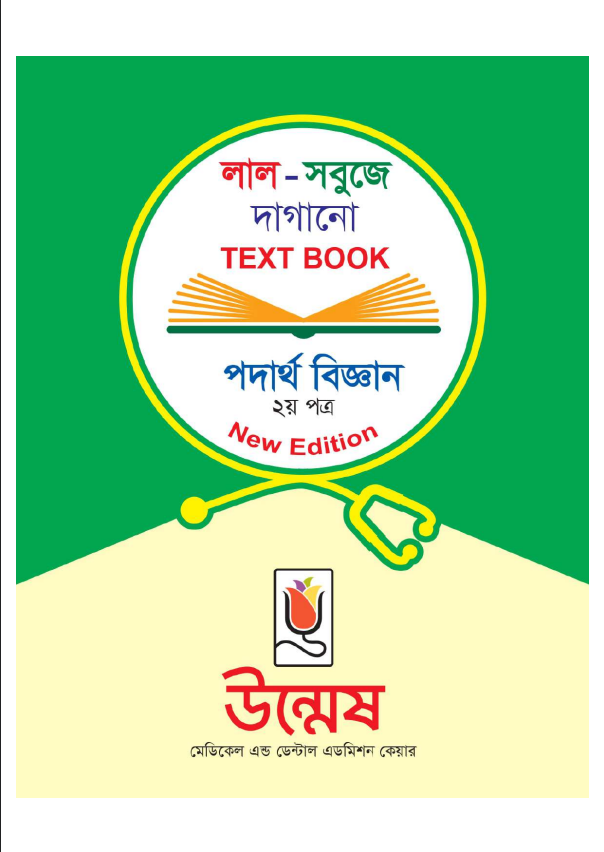 লাল - সবুজে
দাগানো
TEXT BOOK
পদার্থ বিজ্ঞান
২য় পত্র
New Edition
উন্মেষ
মেডিকেল এন্ড ডেন্টাল এডমিশন কেয়ার